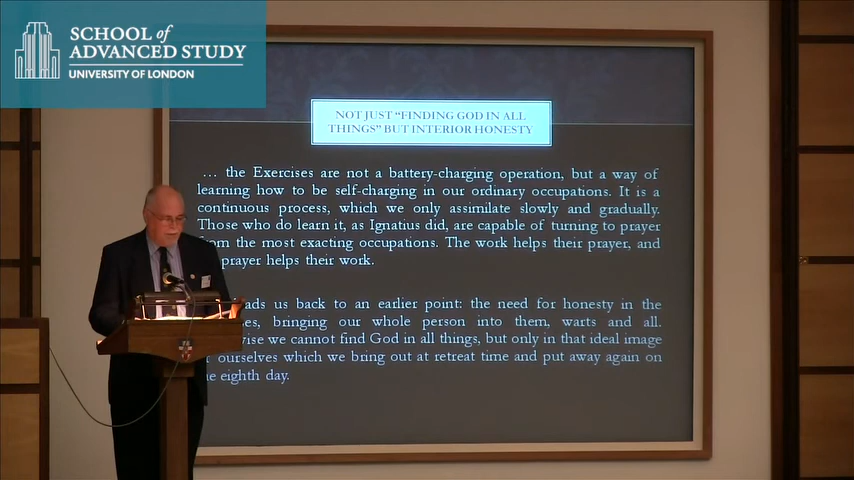 SCHOOL of
ADVANCED STUDY
UNIVERSITY OF LONDON
NOT JUST “FINDING GOD IN ALL
THINGS” BUT INTERIOR HONESTY
… the Exercises are not a battery-charging operation, but a way of
learning how to be self-charging in our ordinary occupations. It is a
continuous process, which we only assimilate slowly and gradually.
Those who do learn it, as Ignatius did, are capable of turning to prayer
from the most exacting occupations. The work helps their prayer, and
prayer helps their work.
us back to an earlier point: the need for honesty in the
bringing our whole person into them, warts and all.
we cannot find God in all things, but only in that ideal image
ourselves which we bring out at retreat time and put away again on
eighth day.